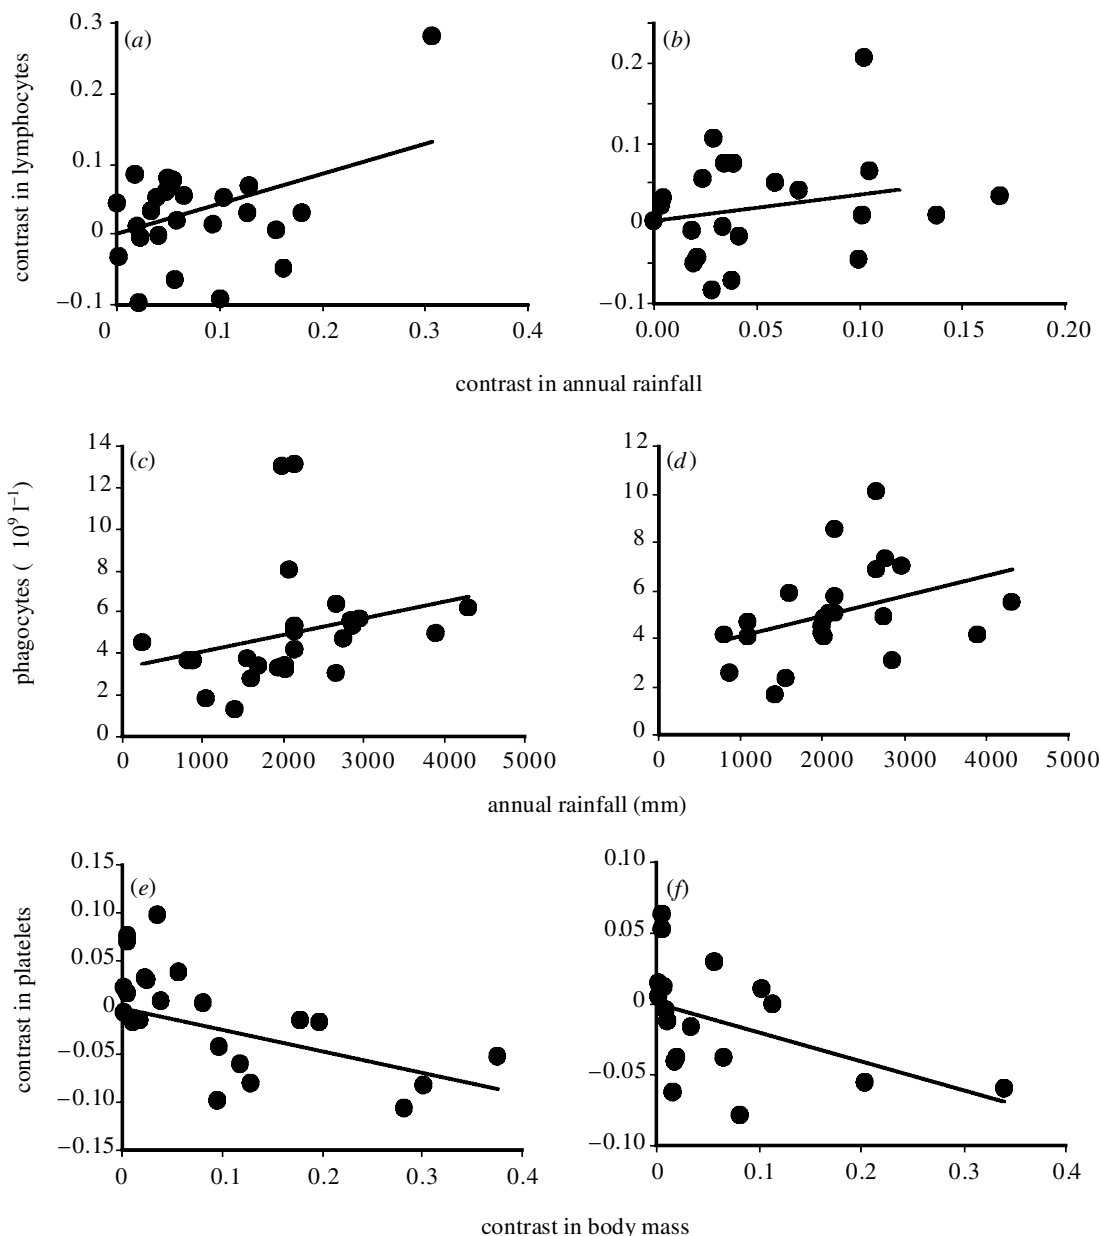 (a)
(b)
contrast in lymphocytes
0.3
0.2
0.1
0
−0.1
0 0.1 0.2 0.3 0.4
0.2
0.1
0
−0.1
0.00 0.05 0.10 0.15 0.20
contrast in annual rainfall
(c)
(d)
phagocytes ( 10⁹ l⁻¹)
14
12
10
8
6
4
2
0
0 1000 2000 3000 4000 5000
12
10
8
6
4
2
0
0 1000 2000 3000 4000 5000
annual rainfall (mm)
(e)
(f)
contrast in platelets
0.15
0.10
0.05
0
−0.05
−0.10
−0.15
0 0.1 0.2 0.3 0.4
0.10
0.05
0
−0.05
−0.10
0 0.1 0.2 0.3 0.4
contrast in body mass